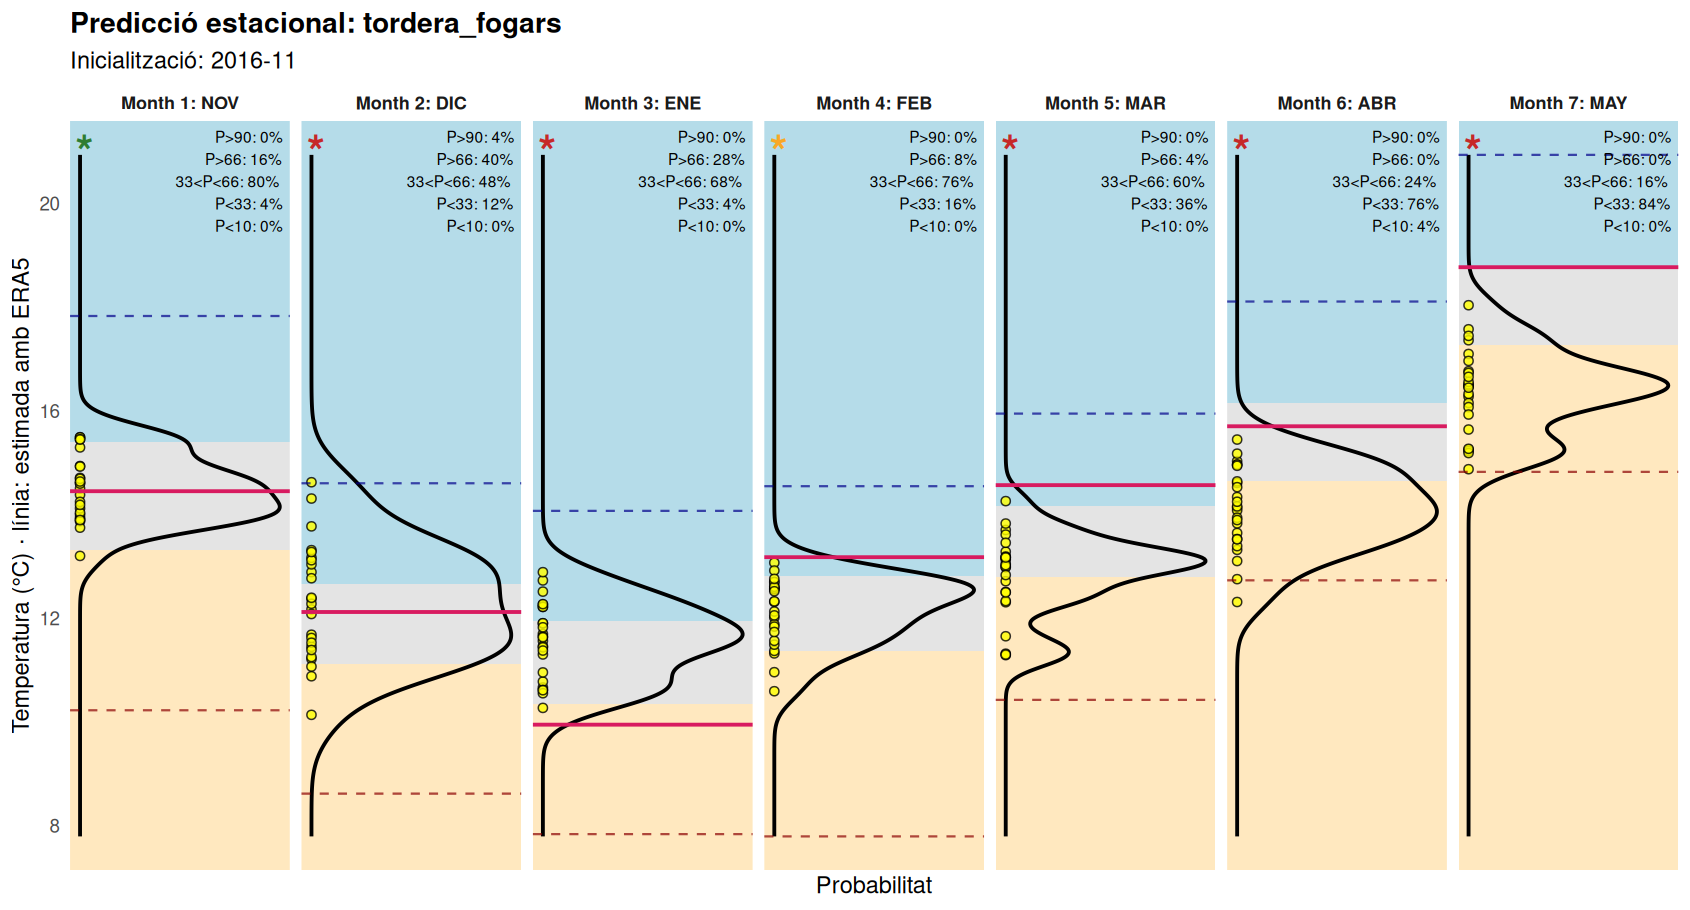 Predicció estacional: tordera_fogars
Inicialització: 2016-11
Month 1: NOV
Month 2: DIC
Month 3: ENE
Month 4: FEB
Month 5: MAR
Month 6: ABR
Month 7: MAY
*
P>90: 0%
P>66: 16%
33<P<66: 80%
P<33: 4%
P<10: 0%
*
P>90: 4%
P>66: 40%
33<P<66: 48%
P<33: 12%
P<10: 0%
*
P>90: 0%
P>66: 28%
33<P<66: 68%
P<33: 4%
P<10: 0%
*
P>90: 0%
P>66: 8%
33<P<66: 76%
P<33: 16%
P<10: 0%
*
P>90: 0%
P>66: 4%
33<P<66: 60%
P<33: 36%
P<10: 0%
*
P>90: 0%
P>66: 0%
33<P<66: 24%
P<33: 76%
P<10: 4%
*
P>90: 0%
P>66: 0%
33<P<66: 16%
P<33: 84%
P<10: 0%
20
16
12
8
Temperatura (°C) · línia: estimada amb ERA5
Probabilitat